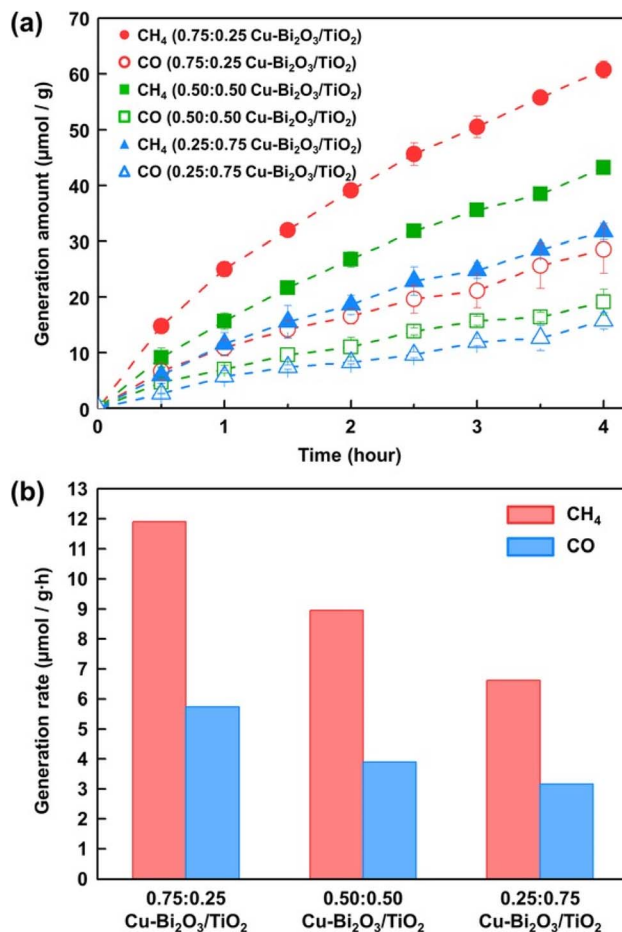 (a)
70
60
50
40
30
20
10
0
Generation amount (μmol / g)
CH₄ (0.75:0.25 Cu-Bi₂O₃/TiO₂)
CO (0.75:0.25 Cu-Bi₂O₃/TiO₂)
CH₄ (0.50:0.50 Cu-Bi₂O₃/TiO₂)
CO (0.50:0.50 Cu-Bi₂O₃/TiO₂)
CH₄ (0.25:0.75 Cu-Bi₂O₃/TiO₂)
CO (0.25:0.75 Cu-Bi₂O₃/TiO₂)
0 1 2 3 4
Time (hour)
(b)
13
12
11
10
9
8
7
6
5
4
3
2
1
0
Generation rate (μmol / g·h)
CH₄
CO
0.75:0.25 0.50:0.50 0.25:0.75
Cu-Bi₂O₃/TiO₂ Cu-Bi₂O₃/TiO₂ Cu-Bi₂O₃/TiO₂